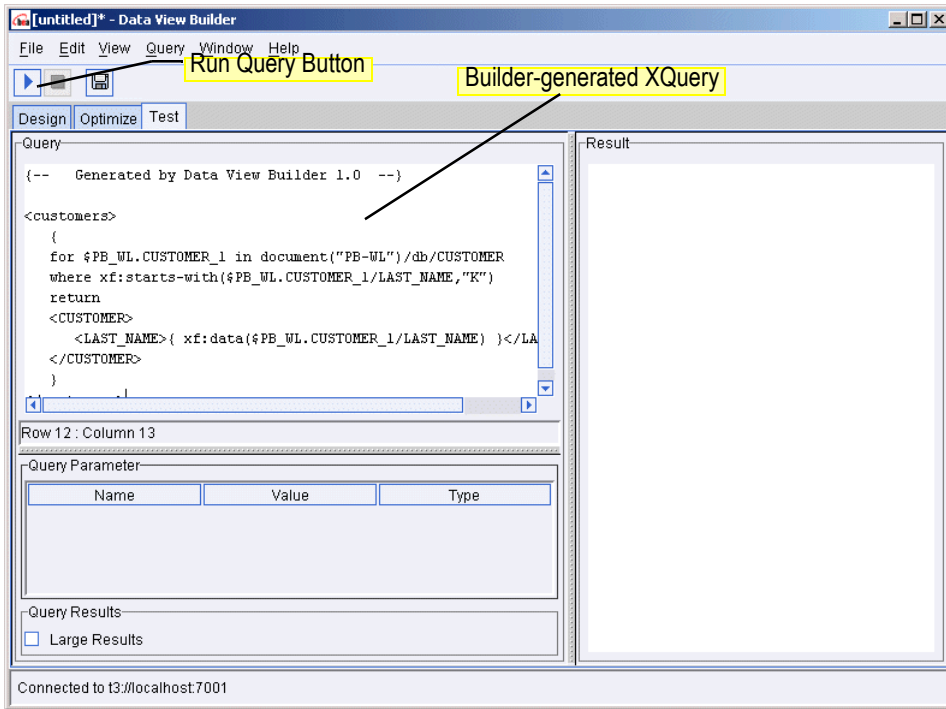 [untitled]* - Data View Builder
File Edit View Query Window Help
Run Query Button
Builder-generated XQuery
Design Optimize Test
Query
Result
{-- Generated by Data View Builder 1.0 --}
<customers>
{
for $PB_WL.CUSTOMER_1 in document("PB-WL")/db/CUSTOMER
where xf:starts-with($PB_WL.CUSTOMER_1/LAST_NAME,"K")
return
<CUSTOMER>
<LAST_NAME>{ xf:data($PB_WL.CUSTOMER_1/LAST_NAME) }</LA
</CUSTOMER>
}
Row 12 : Column 13
Query Parameter
Name Value Type
Query Results
Large Results
Connected to t3://localhost:7001